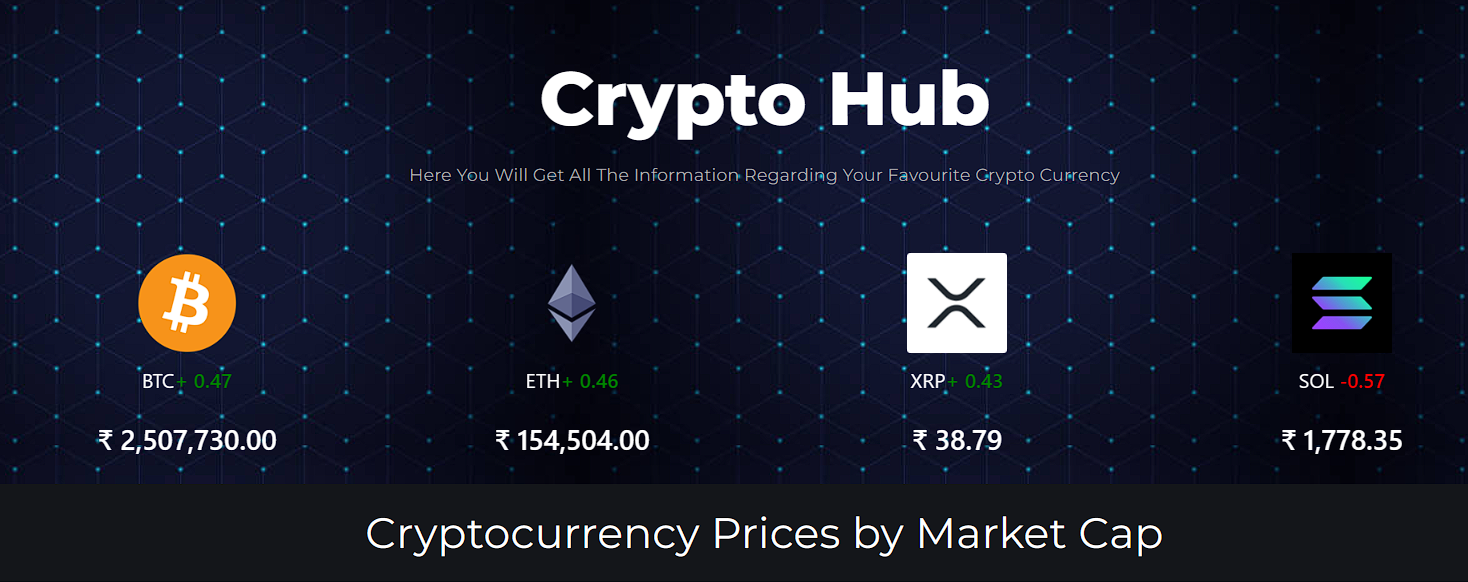 Crypto Hub
Here You Will Get All The Information Regarding Your Favourite Crypto Currency
BTC+ 0.47 ETH+ 0.46 XRP+ 0.43 SOL -0.57
₹ 2,507,730.00 ₹ 154,504.00 ₹ 38.79 ₹ 1,778.35
Cryptocurrency Prices by Market Cap